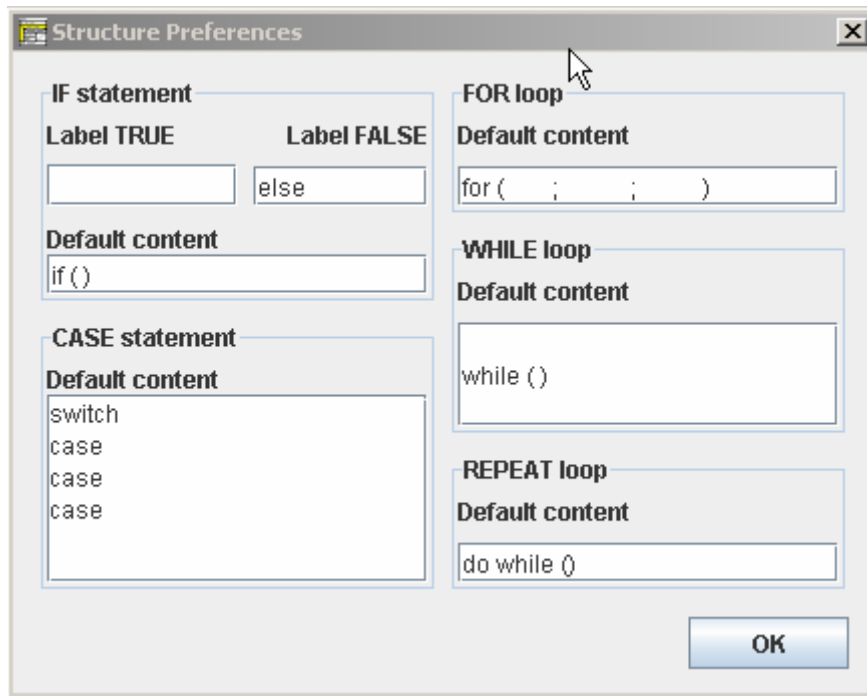 Structure Preferences
IF statement
Label TRUE
Label FALSE
else
Default content
if ()
CASE statement
Default content
switch
case
case
case
FOR loop
Default content
for ( ; ; )
WHILE loop
Default content
while ()
REPEAT loop
Default content
do while ()
OK